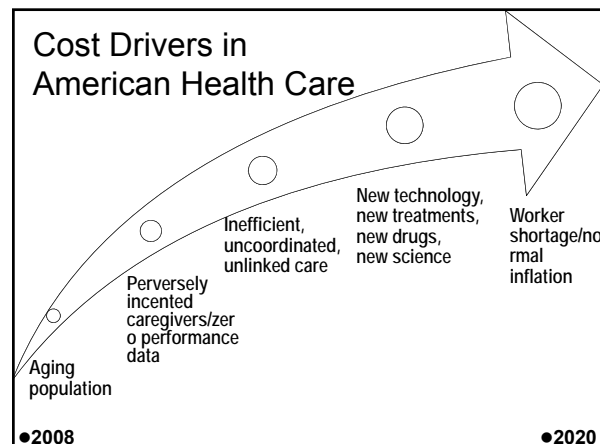 Cost Drivers in
American Health Care
Aging
population
Perversely
incented
caregivers/zer
o performance
data
Inefficient,
uncoordinated,
unlinked care
New technology,
new treatments,
new drugs,
new science
Worker
shortage/no
rmal
inflation
●2008
●2020